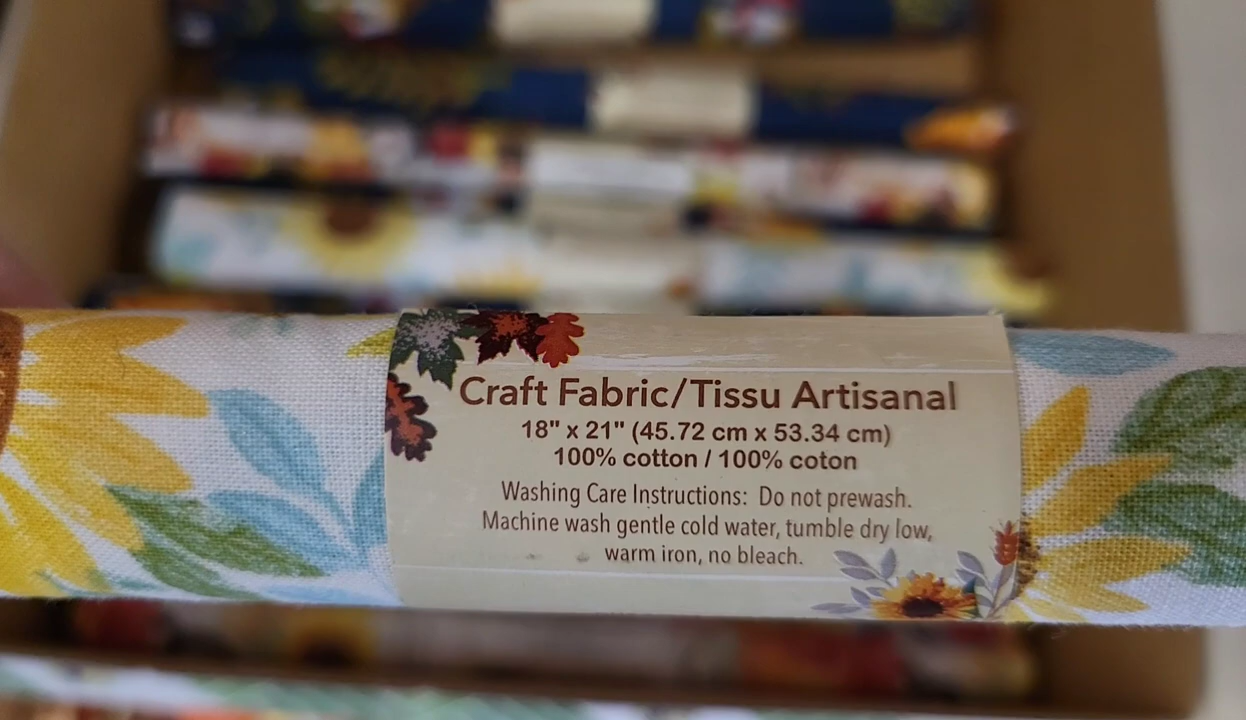 Craft Fabric/Tissu Artisanal
18" x 21" (45.72 cm x 53.34 cm)
100% cotton / 100% coton
Washing Care Instructions: Do not prewash.
Machine wash gentle cold water, tumble dry low,
warm iron, no bleach.